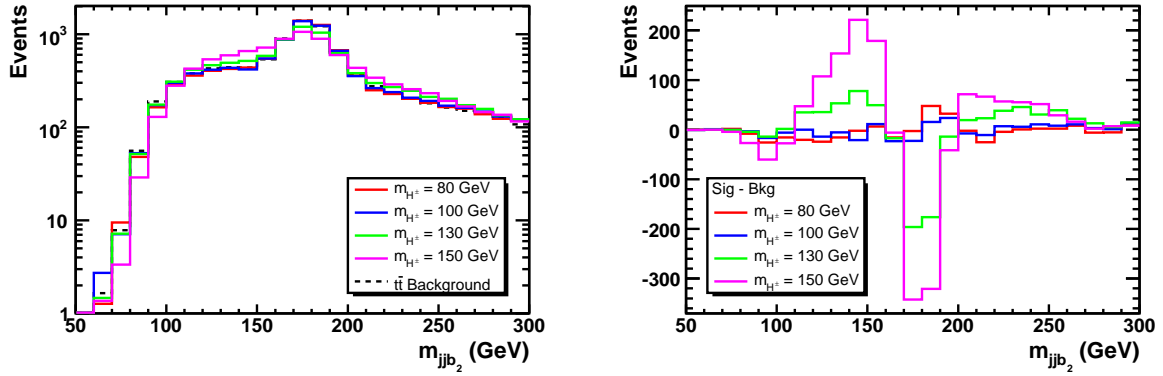 Events
10³
10²
10
1
50 100 150 200 250 300
m_jjb₂ (GeV)
m_H± = 80 GeV
m_H± = 100 GeV
m_H± = 130 GeV
m_H± = 150 GeV
tt̄ Background
Events
200
100
0
-100
-200
-300
50 100 150 200 250 300
m_jjb₂ (GeV)
Sig - Bkg
m_H± = 80 GeV
m_H± = 100 GeV
m_H± = 130 GeV
m_H± = 150 GeV